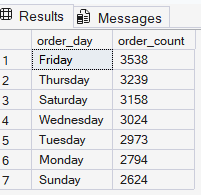 Results Messages
order_day order_count
1 Friday 3538
2 Thursday 3239
3 Saturday 3158
4 Wednesday 3024
5 Tuesday 2973
6 Monday 2794
7 Sunday 2624